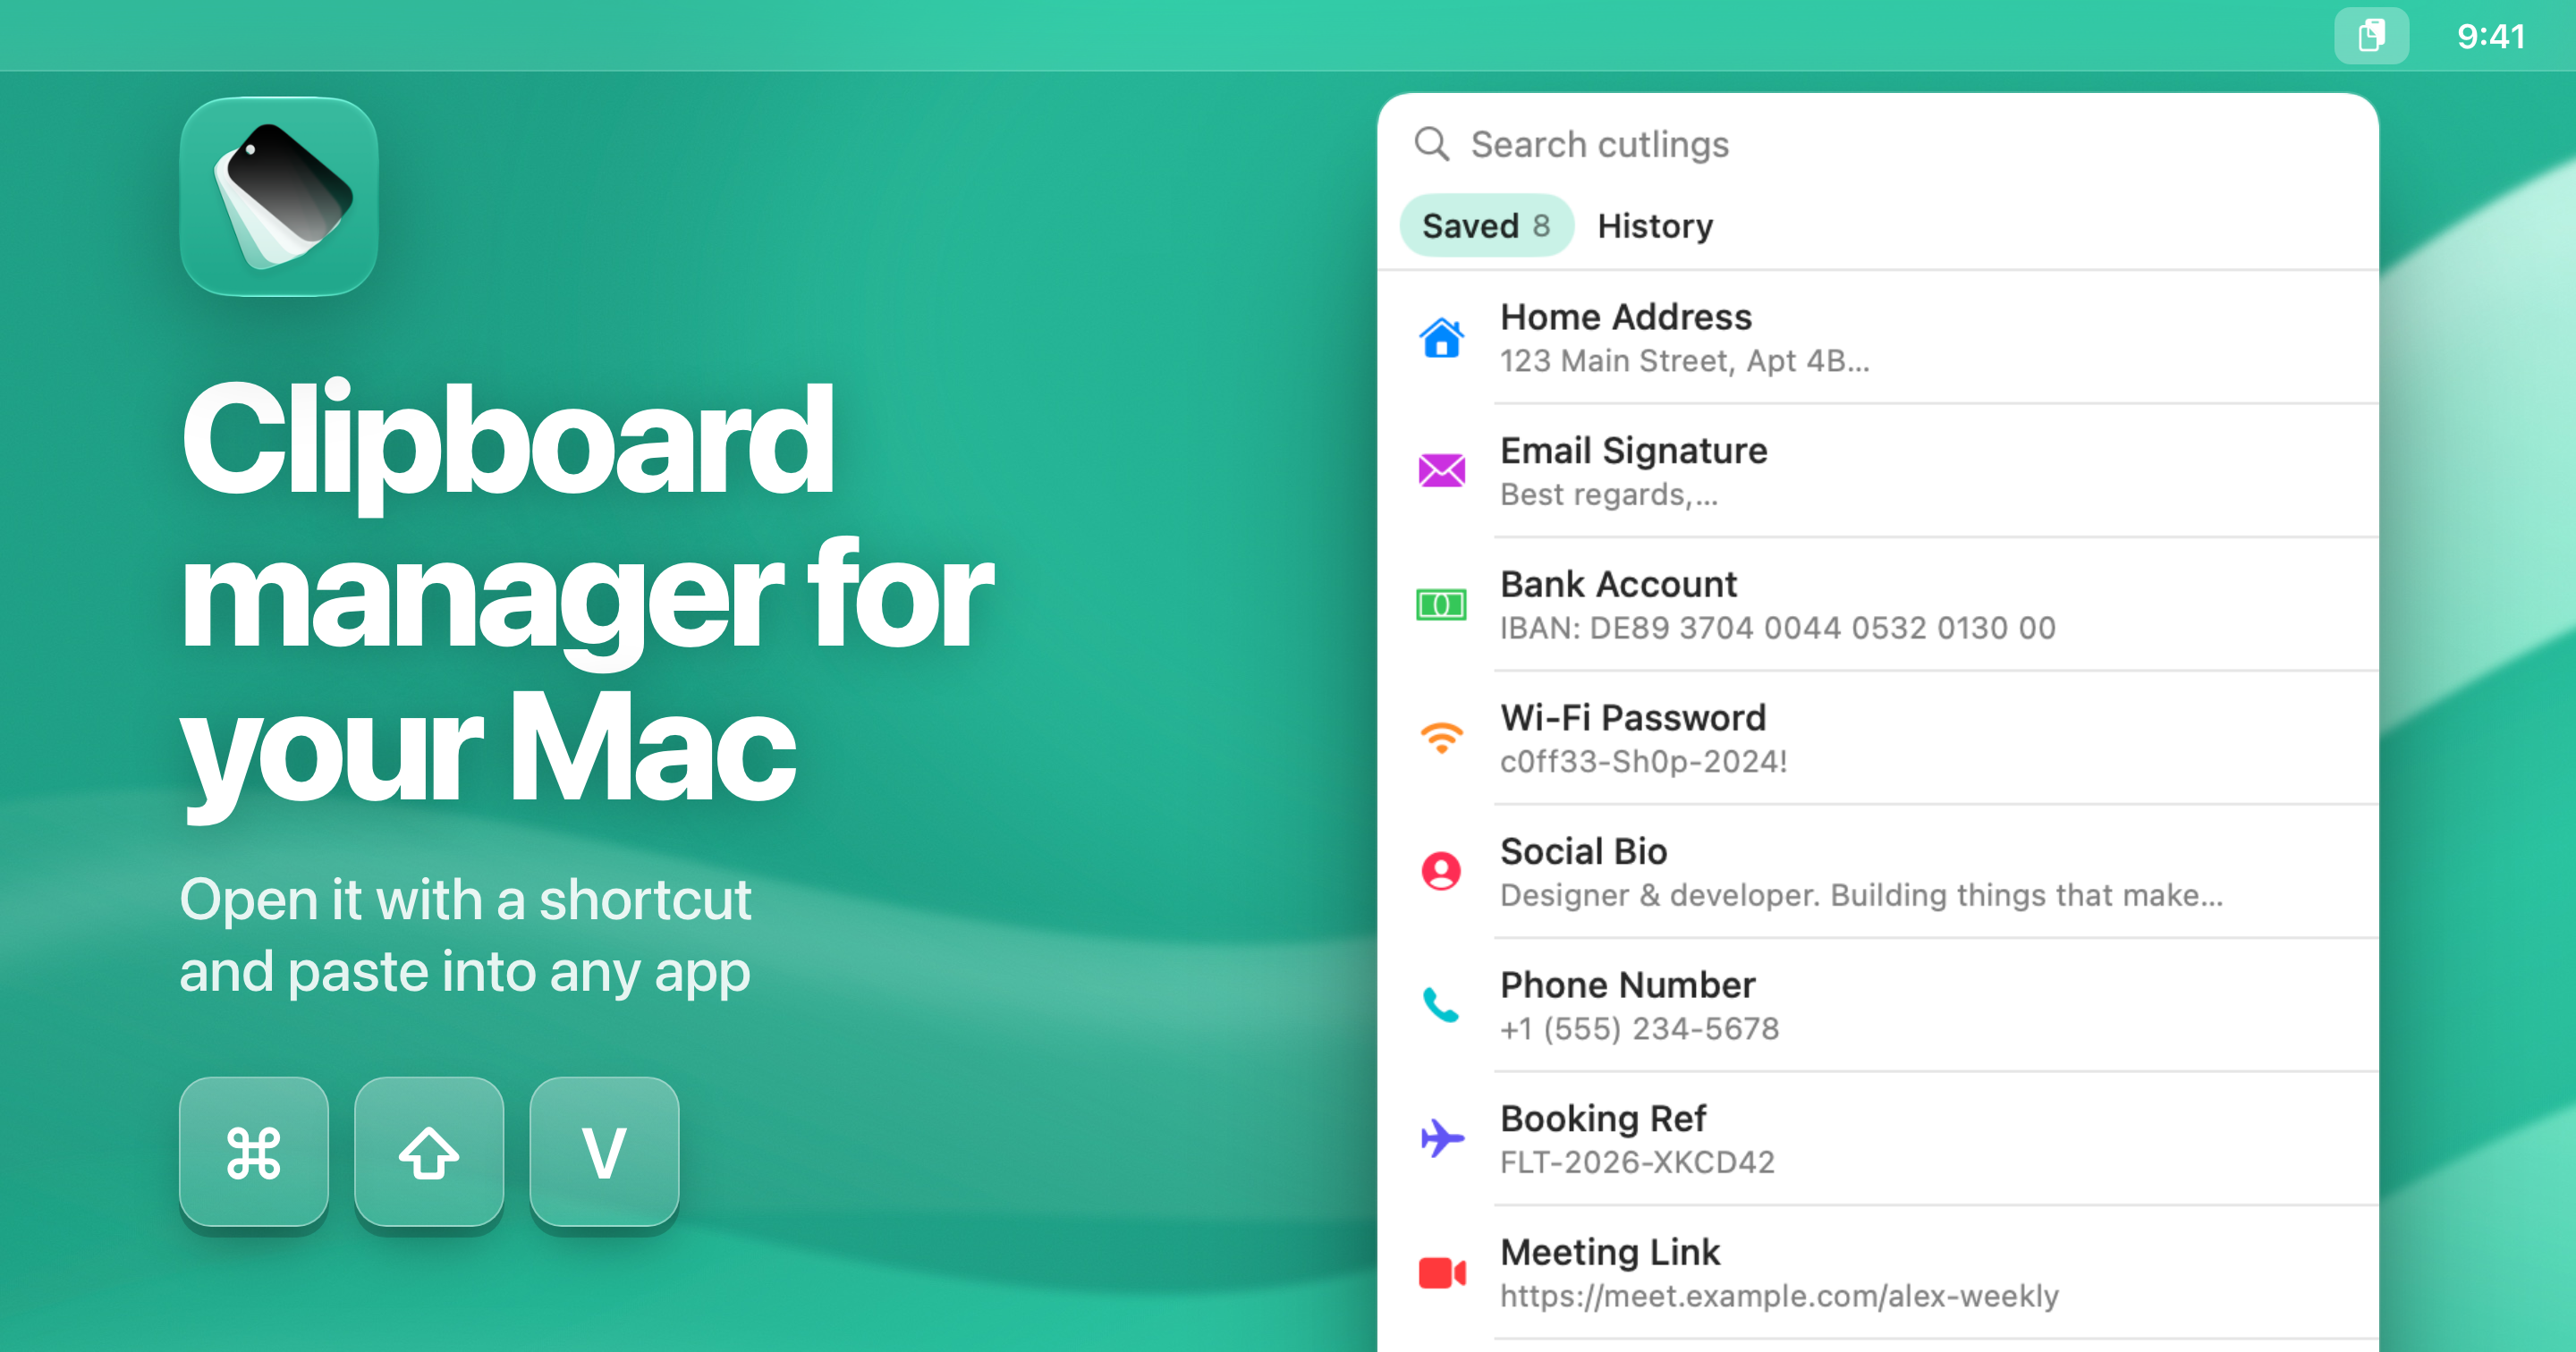 9:41
Clipboard
manager for
your Mac
Open it with a shortcut
and paste into any app
⌘ ⇧ V
Search cutlings
Saved 8 History
Home Address
123 Main Street, Apt 4B...
Email Signature
Best regards,...
Bank Account
IBAN: DE89 3704 0044 0532 0130 00
Wi-Fi Password
c0ff33-Sh0p-2024!
Social Bio
Designer & developer. Building things that make...
Phone Number
+1 (555) 234-5678
Booking Ref
FLT-2026-XKCD42
Meeting Link
https://meet.example.com/alex-weekly